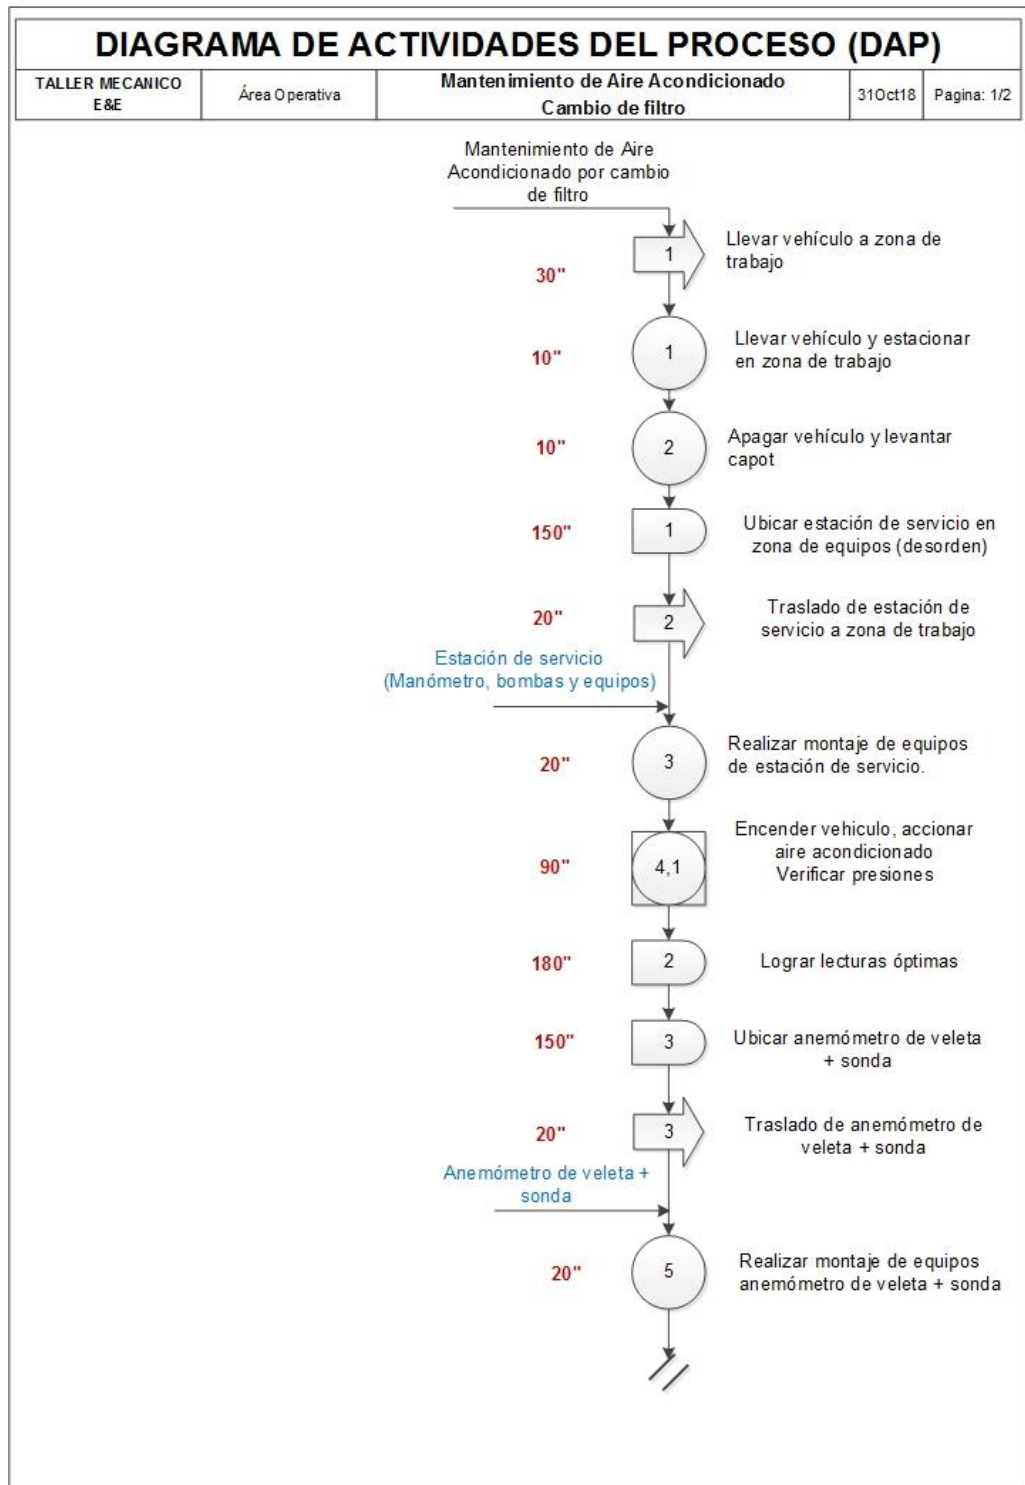 DIAGRAMA DE ACTIVIDADES DEL PROCESO (DAP)
TALLER MECANICO
E&E
Área Operativa
Mantenimiento de Aire Acondicionado
Cambio de filtro
31Oct18
Pagina: 1/2
Mantenimiento de Aire
Acondicionado por cambio
de filtro
30"
1
Llevar vehículo a zona de
trabajo
10"
1
Llevar vehículo y estacionar
en zona de trabajo
10"
2
Apagar vehículo y levantar
capot
150"
1
Ubicar estación de servicio en
zona de equipos (desorden)
20"
2
Traslado de estación de
servicio a zona de trabajo
Estación de servicio
(Manómetro, bombas y equipos)
20"
3
Realizar montaje de equipos
de estación de servicio.
90"
4,1
Encender vehiculo, accionar
aire acondicionado
Verificar presiones
180"
2
Lograr lecturas óptimas
150"
3
Ubicar anemómetro de veleta
+ sonda
20"
3
Traslado de anemómetro de
veleta + sonda
Anemómetro de veleta +
sonda
20"
5
Realizar montaje de equipos
anemómetro de veleta + sonda